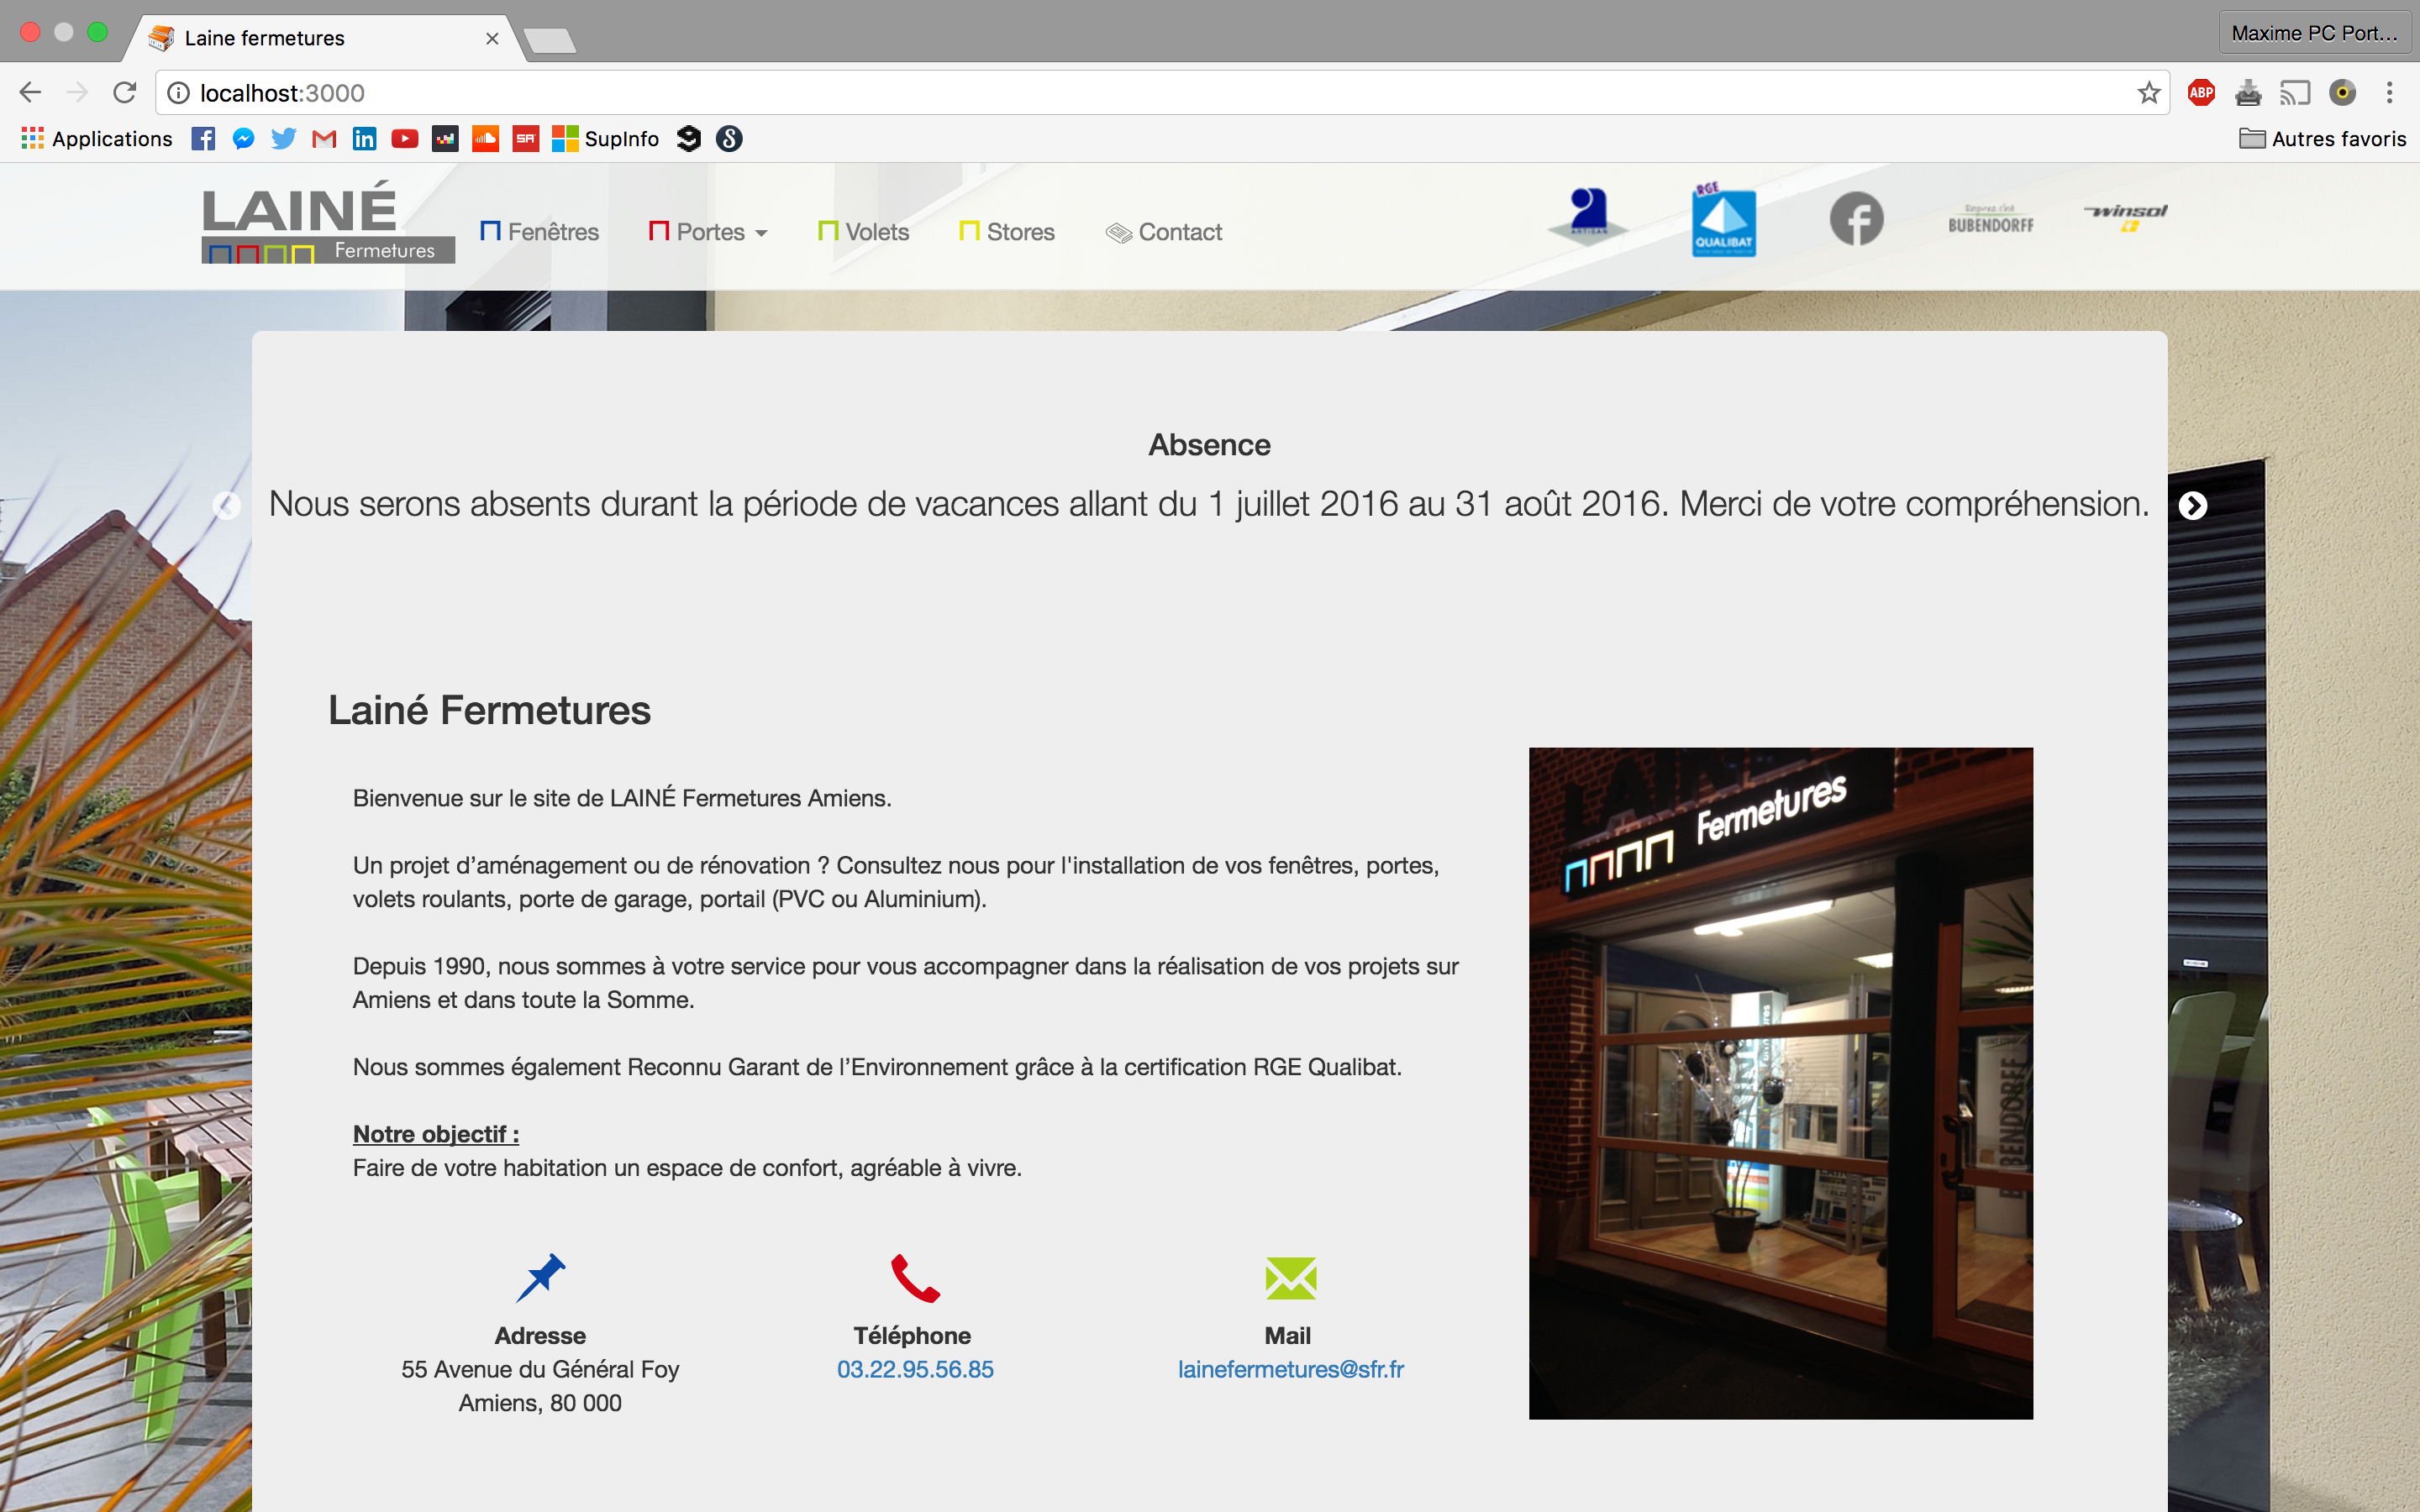 Laine fermetures
Maxime PC Port...
localhost:3000
ABP
Applications
SupInfo
Autres favoris
LAINÉ
Fermetures
Fenêtres
Portes
Volets
Stores
Contact
ARTISAN
RGE
QUALIBAT
BUBENDORFF
winsol
Absence
Nous serons absents durant la période de vacances allant du 1 juillet 2016 au 31 août 2016. Merci de votre compréhension.
Lainé Fermetures
Bienvenue sur le site de LAINÉ Fermetures Amiens.
Un projet d’aménagement ou de rénovation ? Consultez nous pour l'installation de vos fenêtres, portes,
volets roulants, porte de garage, portail (PVC ou Aluminium).
Depuis 1990, nous sommes à votre service pour vous accompagner dans la réalisation de vos projets sur
Amiens et dans toute la Somme.
Nous sommes également Reconnu Garant de l’Environnement grâce à la certification RGE Qualibat.
Notre objectif :
Faire de votre habitation un espace de confort, agréable à vivre.
Adresse
55 Avenue du Général Foy
Amiens, 80 000
Téléphone
03.22.95.56.85
Mail
lainefermetures@sfr.fr
LAINÉ
Fermetures
BUBENDORFF